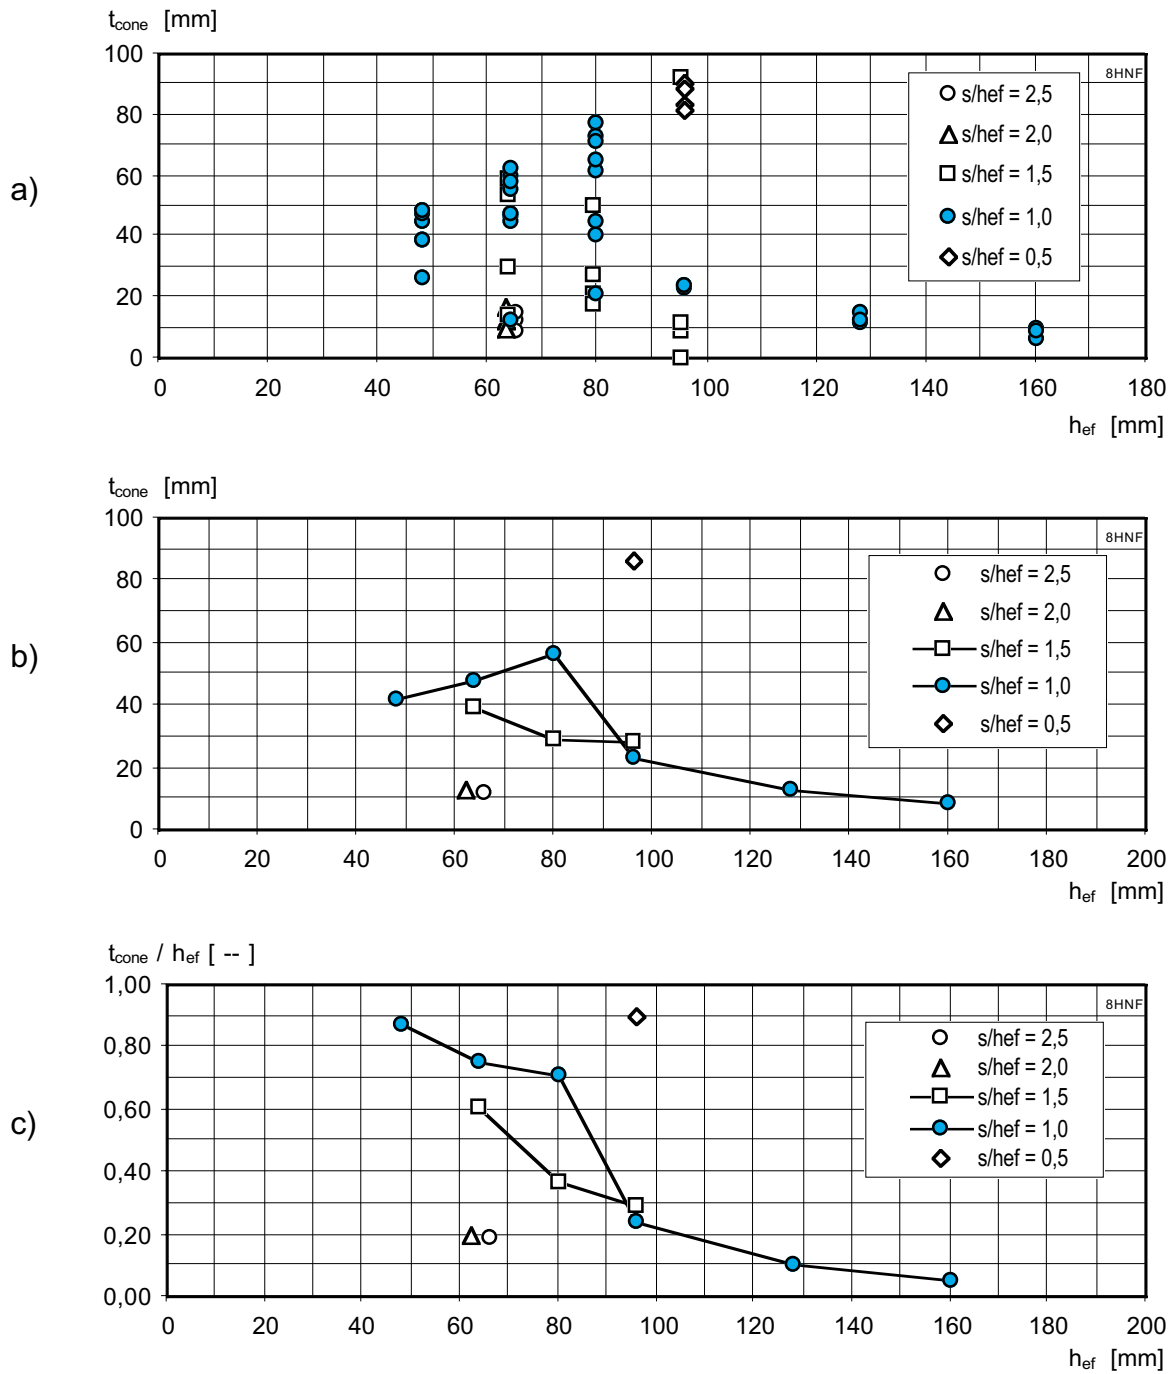 t_cone [mm]
100
80
60
40
20
0
8HNF
s/hef = 2,5
s/hef = 2,0
s/hef = 1,5
s/hef = 1,0
s/hef = 0,5
a)
0 20 40 60 80 100 120 140 160 180
h_ef [mm]
t_cone [mm]
100
80
60
40
20
0
8HNF
s/hef = 2,5
s/hef = 2,0
s/hef = 1,5
s/hef = 1,0
s/hef = 0,5
b)
0 20 40 60 80 100 120 140 160 180 200
h_ef [mm]
t_cone / h_ef [ -- ]
1,00
0,80
0,60
0,40
0,20
0,00
8HNF
s/hef = 2,5
s/hef = 2,0
s/hef = 1,5
s/hef = 1,0
s/hef = 0,5
c)
0 20 40 60 80 100 120 140 160 180 200
h_ef [mm]